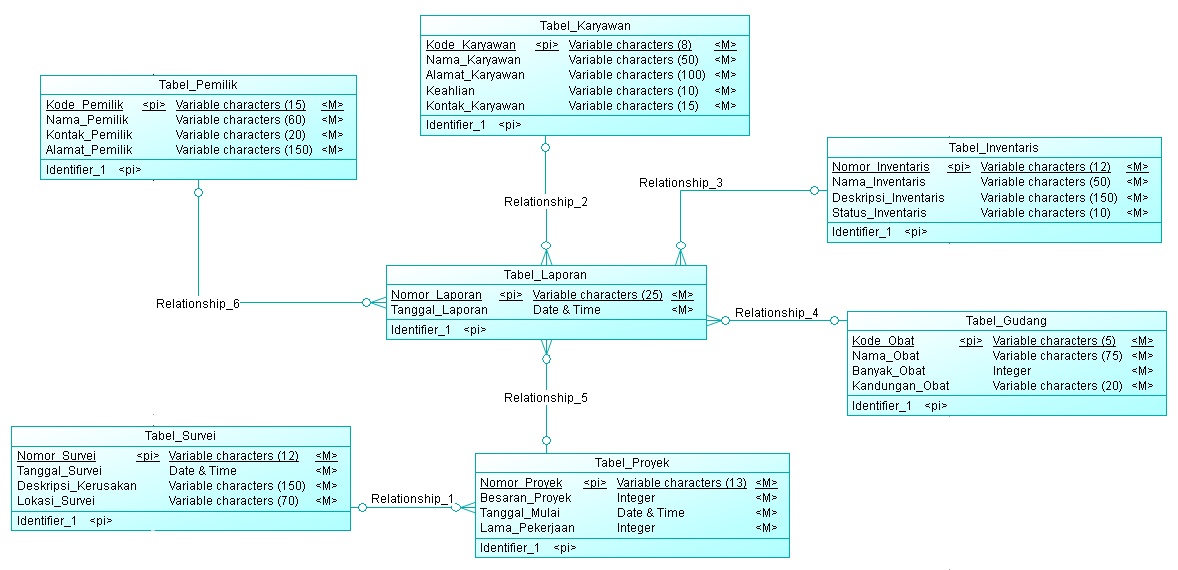 Tabel_Karyawan
Kode_Karyawan <pi> Variable characters (8) <M>
Nama_Karyawan Variable characters (50) <M>
Alamat_Karyawan Variable characters (100) <M>
Keahlian Variable characters (10) <M>
Kontak_Karyawan Variable characters (15) <M>
Identifier_1 <pi>
Tabel_Pemilik
Kode_Pemilik <pi> Variable characters (15) <M>
Nama_Pemilik Variable characters (60) <M>
Kontak_Pemilik Variable characters (20) <M>
Alamat_Pemilik Variable characters (150) <M>
Identifier_1 <pi>
Tabel_Inventaris
Nomor_Inventaris <pi> Variable characters (12) <M>
Nama_Inventaris Variable characters (50) <M>
Deskripsi_Inventaris Variable characters (150) <M>
Status_Inventaris Variable characters (10) <M>
Identifier_1 <pi>
Relationship_3
Relationship_2
Tabel_Laporan
Nomor_Laporan <pi> Variable characters (25) <M>
Tanggal_Laporan Date & Time <M>
Identifier_1 <pi>
Relationship_6
Relationship_4
Tabel_Gudang
Kode_Obat <pi> Variable characters (5) <M>
Nama_Obat Variable characters (75) <M>
Banyak_Obat Integer <M>
Kandungan_Obat Variable characters (20) <M>
Identifier_1 <pi>
Relationship_5
Tabel_Survei
Nomor_Survei <pi> Variable characters (12) <M>
Tanggal_Survei Date & Time <M>
Deskripsi_Kerusakan Variable characters (150) <M>
Lokasi_Survei Variable characters (70) <M>
Identifier_1 <pi>
Relationship_1
Tabel_Proyek
Nomor_Proyek <pi> Variable characters (13) <M>
Besaran_Proyek Integer <M>
Tanggal_Mulai Date & Time <M>
Lama_Pekerjaan Integer <M>
Identifier_1 <pi>